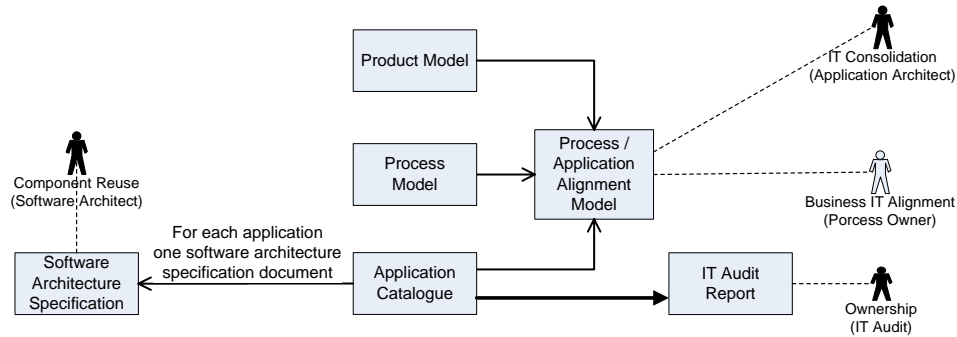 Product Model
IT Consolidation
(Application Architect)
Process
Model
Process /
Application
Alignment
Model
Component Reuse
(Software Architect)
Business IT Alignment
(Porcess Owner)
For each application
one software architecture
specification document
Software
Architecture
Specification
Application
Catalogue
IT Audit
Report
Ownership
(IT Audit)